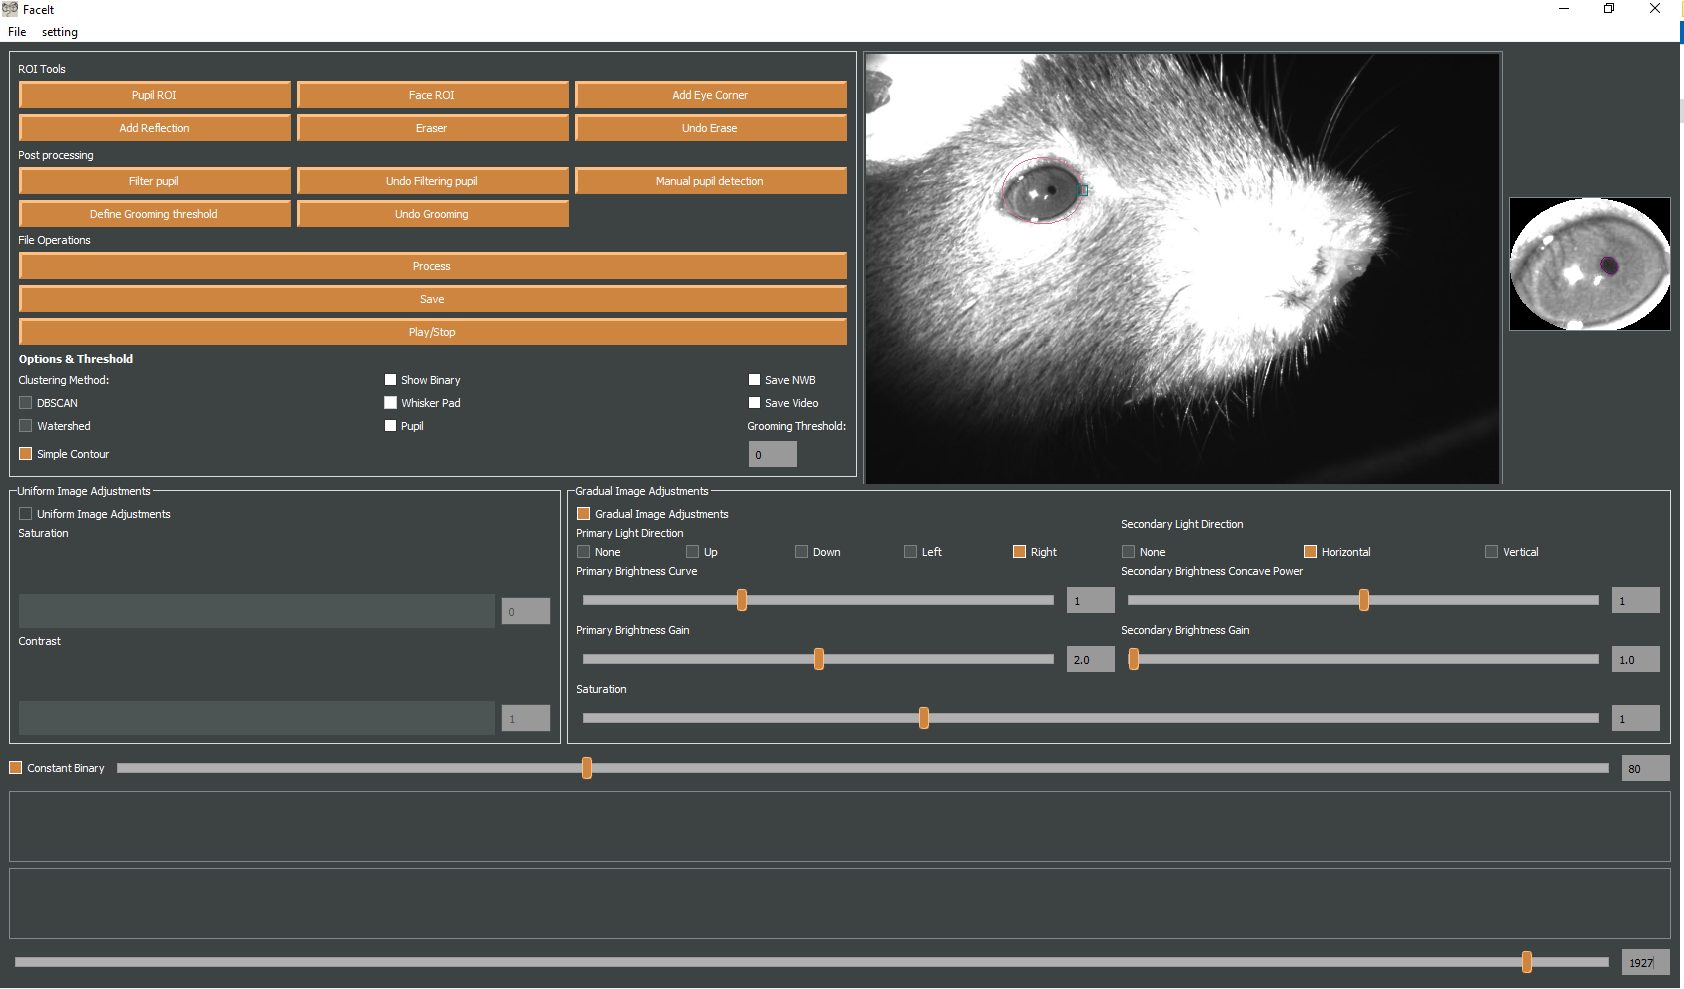 FaceIt
File setting
ROI Tools
Pupil ROI Face ROI Add Eye Corner
Add Reflection Eraser Undo Erase
Post processing
Filter pupil Undo Filtering pupil Manual pupil detection
Define Grooming threshold Undo Grooming
File Operations
Process
Save
Play/Stop
Options & Threshold
Clustering Method: Show Binary Save NWB
DBSCAN Whisker Pad Save Video
Watershed Pupil Grooming Threshold:
Simple Contour 0
Uniform Image Adjustments
Uniform Image Adjustments
Saturation
0
Contrast
1
Gradual Image Adjustments
Gradual Image Adjustments
Primary Light Direction
None Up Down Left Right
Primary Brightness Curve
1
Primary Brightness Gain
2.0
Secondary Light Direction
None Horizontal Vertical
Secondary Brightness Concave Power
1
Secondary Brightness Gain
1.0
Saturation
1
Constant Binary 80
1927